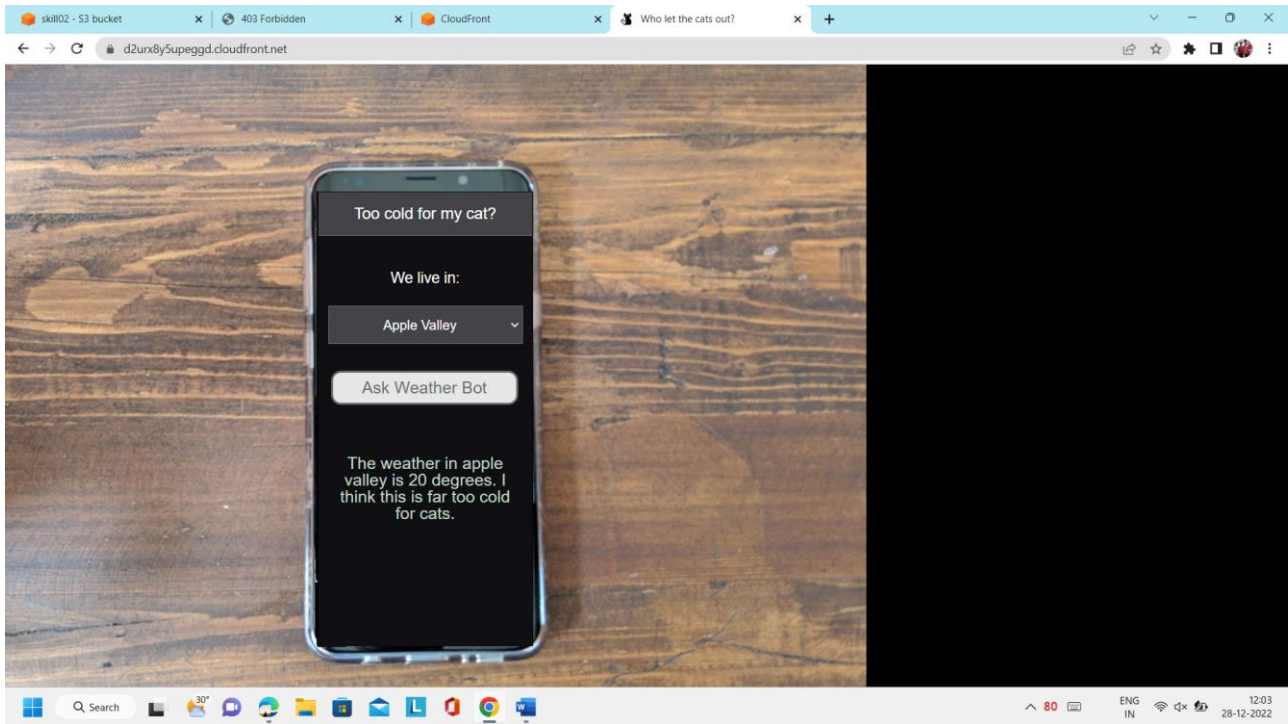 skill02 - S3 bucket
403 Forbidden
CloudFront
Who let the cats out?
d2urx8y5upeggd.cloudfront.net
Too cold for my cat?
We live in:
Apple Valley
Ask Weather Bot
The weather in apple
valley is 20 degrees. I
think this is far too cold
for cats.
30°
Search
L
80
ENG
IN
12:03
28-12-2022